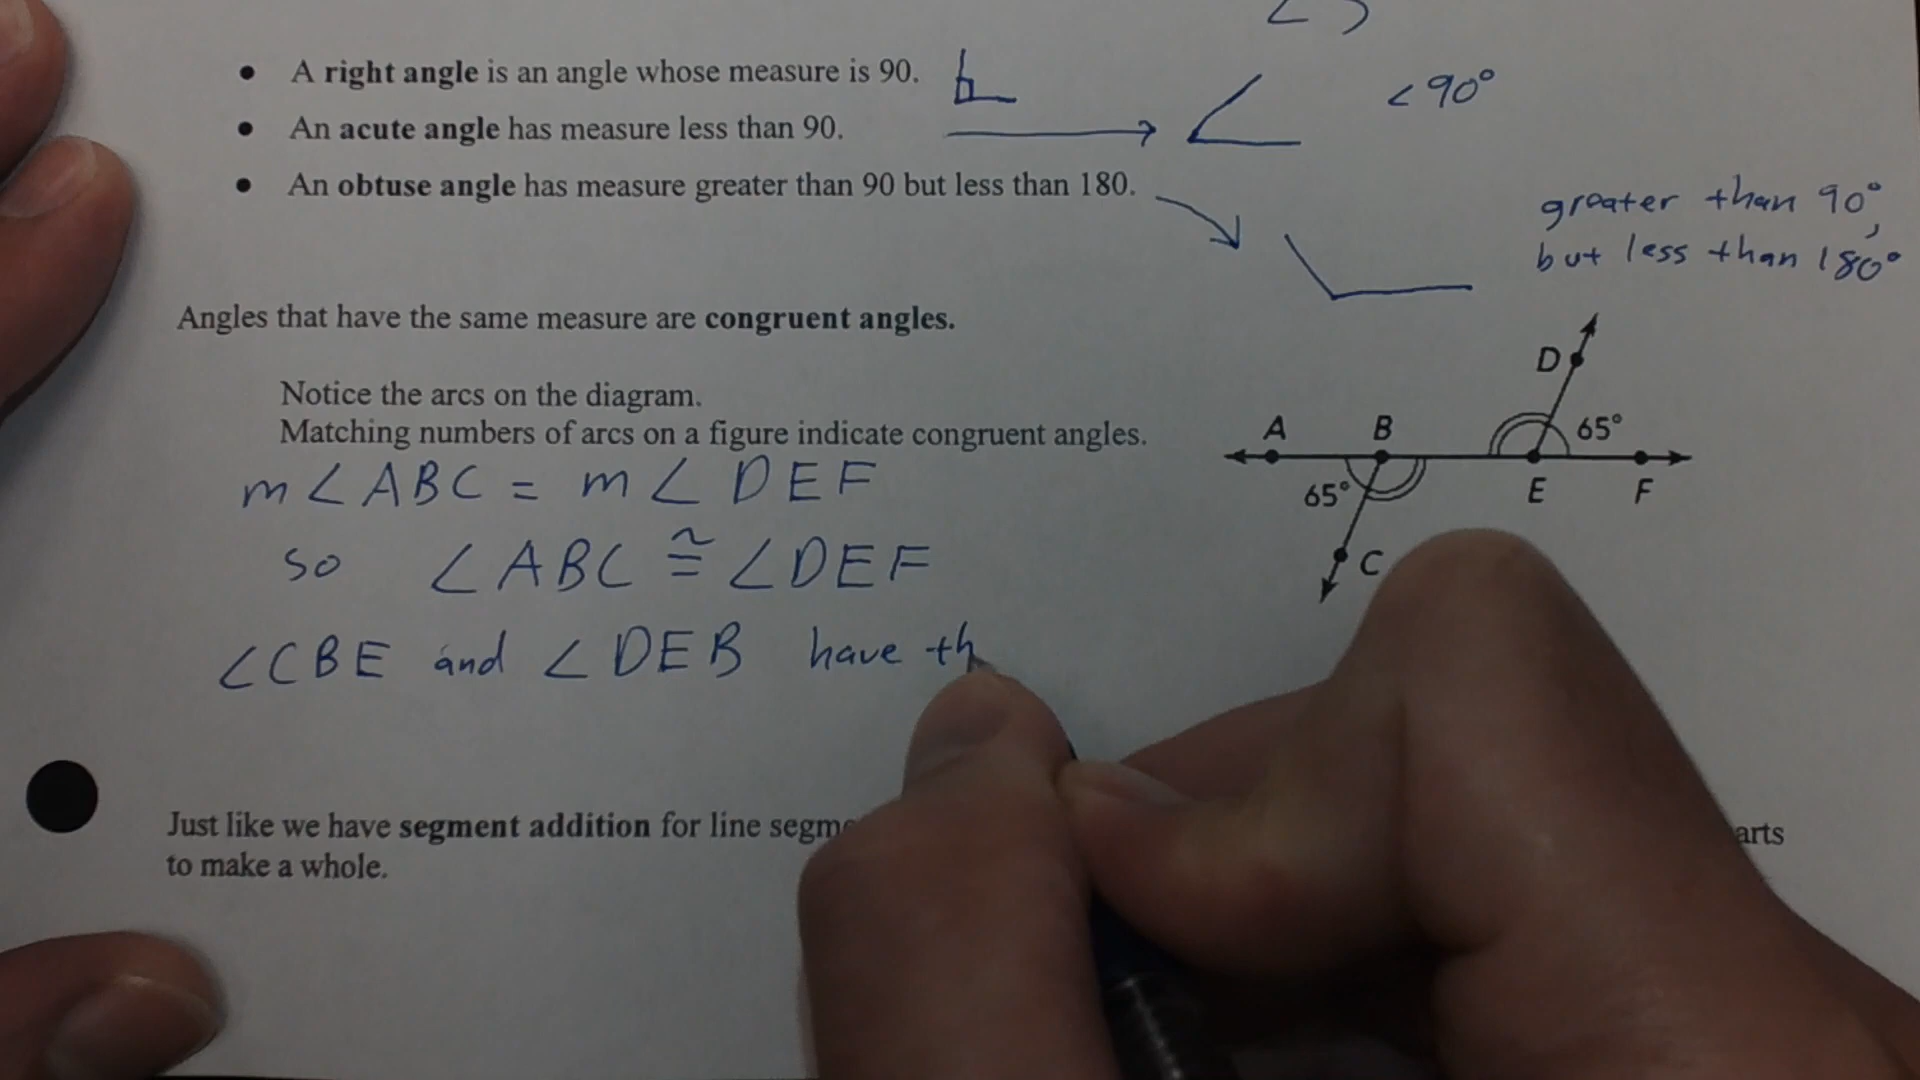 A right angle is an angle whose measure is 90.
An acute angle has measure less than 90.
< 90°
An obtuse angle has measure greater than 90 but less than 180.
greater than 90°,
but less than 180°
Angles that have the same measure are congruent angles.
Notice the arcs on the diagram.
Matching numbers of arcs on a figure indicate congruent angles.
D
A B 65°
65° E F
C
m∠ABC = m∠DEF
so ∠ABC ≅ ∠DEF
∠CBE and ∠DEB have th
Just like we have segment addition for line
to make a whole.